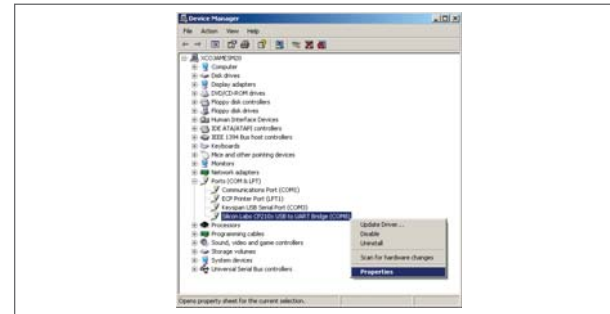 Device Manager
File Action View Help
XCOJAMESM20
Computer
Disk drives
Display adapters
DVD/CD-ROM drives
Floppy disk controllers
Floppy disk drives
Human Interface Devices
IDE ATA/ATAPI controllers
IEEE 1394 Bus host controllers
Keyboards
Mice and other pointing devices
Monitors
Network adapters
Ports (COM & LPT)
Communications Port (COM1)
ECP Printer Port (LPT1)
Keyspan USB Serial Port (COM3)
Silicon Labs CP210x USB to UART Bridge (COM8)
Processors
Programming cables
Sound, video and game controllers
Storage volumes
System devices
Universal Serial Bus controllers
Update Driver...
Disable
Uninstall
Scan for hardware changes
Properties
Opens property sheet for the current selection.